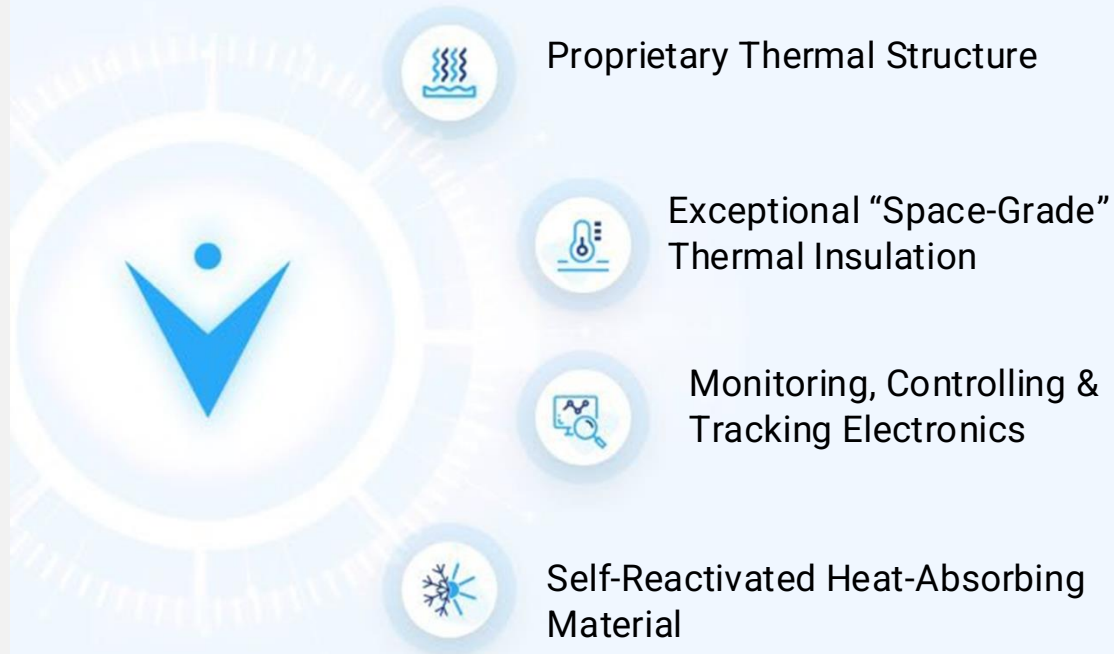 Proprietary Thermal Structure
Exceptional “Space-Grade”
Thermal Insulation
Monitoring, Controlling &
Tracking Electronics
Self-Reactivated Heat-Absorbing
Material